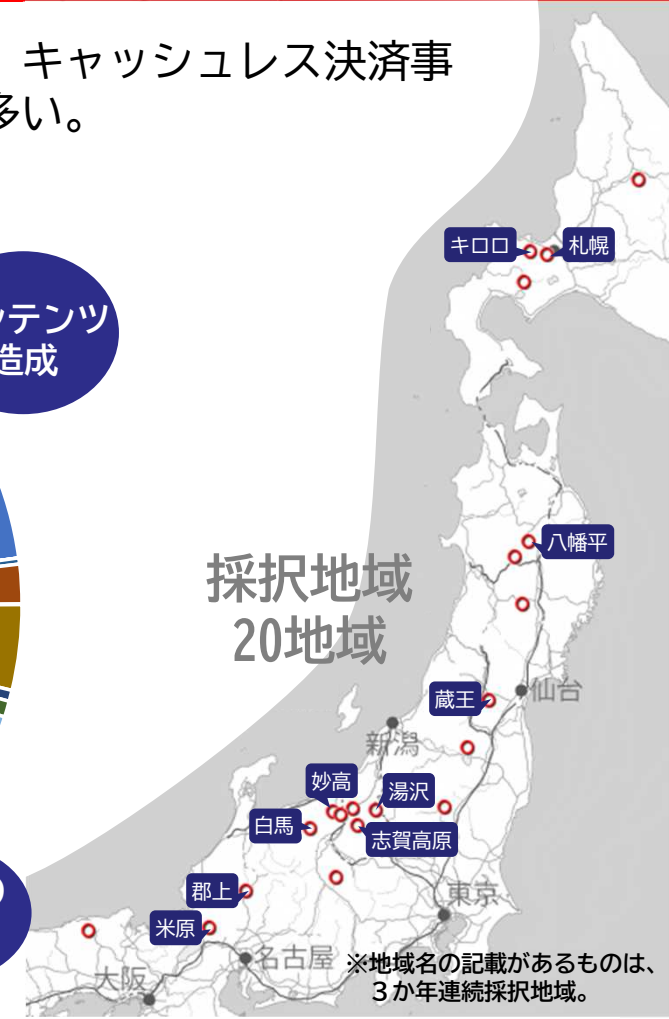 キャッシュレス決済事
多い。
ンテンツ
造成
キロロ
札幌
八幡平
採択地域
20地域
仙台
蔵王
新潟
妙高
湯沢
白馬
志賀高原
郡上
東京
米原
名古屋
大阪
※地域名の記載があるものは、
３か年連続採択地域。